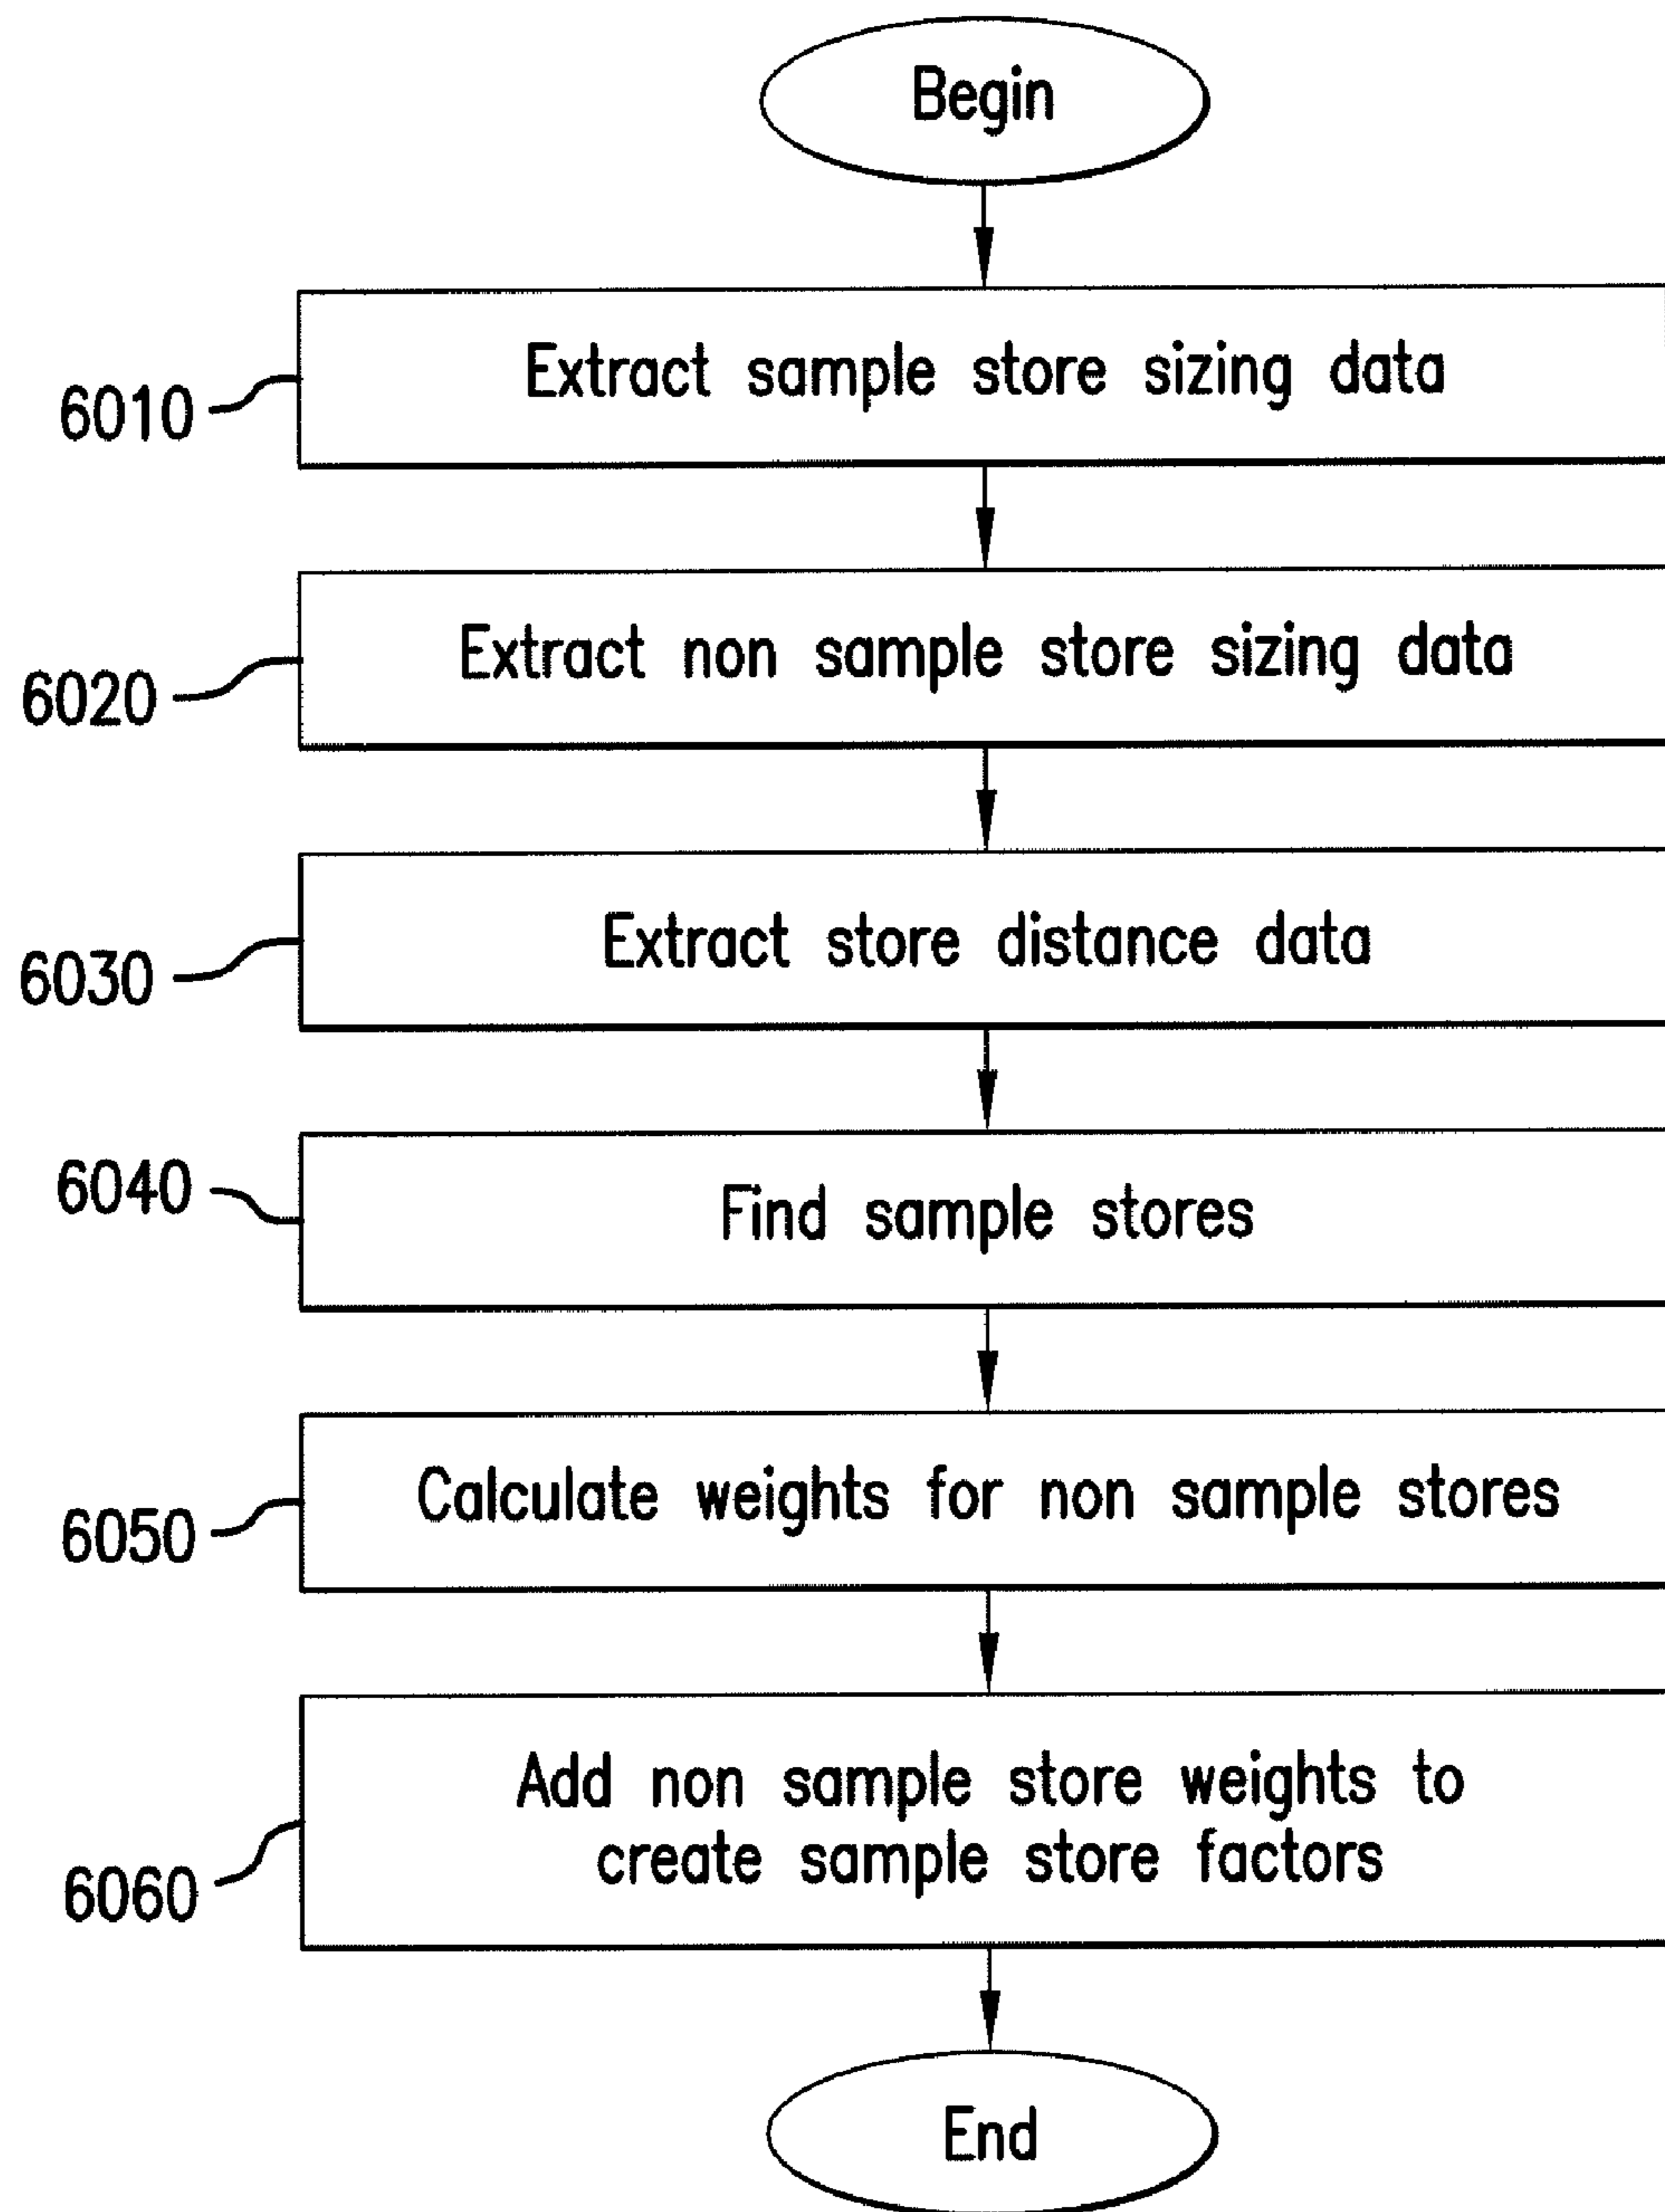 Begin
6010
Extract sample store sizing data
6020
Extract non sample store sizing data
6030
Extract store distance data
6040
Find sample stores
6050
Calculate weights for non sample stores
6060
Add non sample store weights to
create sample store factors
End